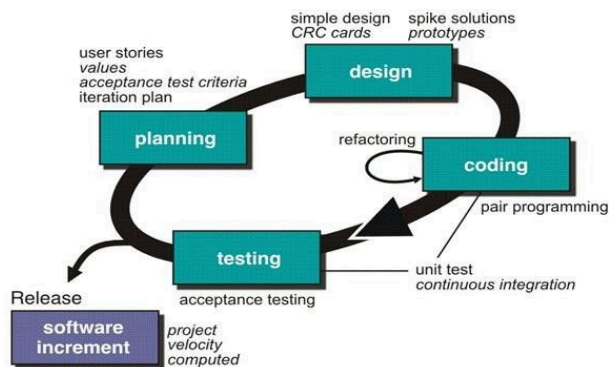 simple design
CRC cards
spike solutions
prototypes
design
user stories
values
acceptance test criteria
iteration plan
planning
refactoring
coding
pair programming
testing
unit test
continuous integration
acceptance testing
Release
software
increment
project
velocity
computed